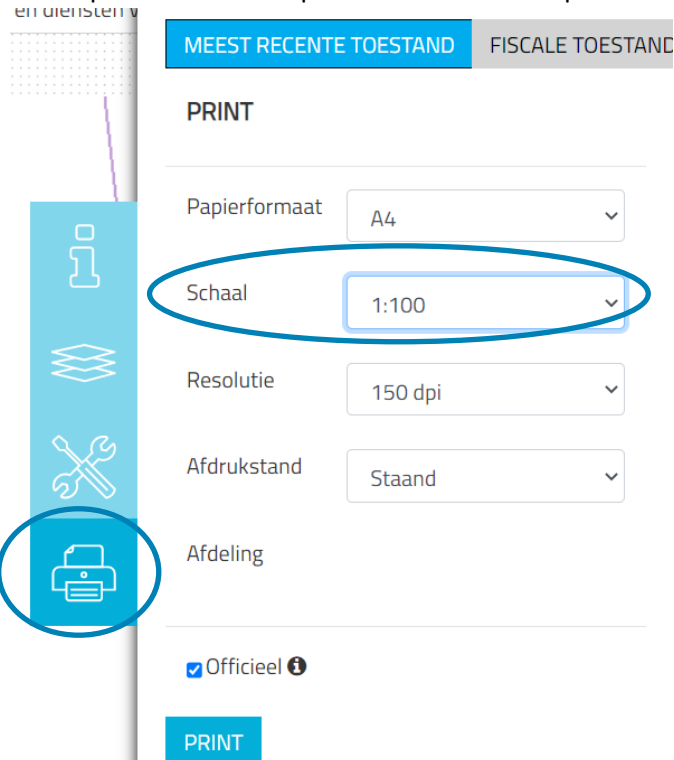 en diensten v
MEEST RECENTE TOESTAND FISCALE TOESTAND
PRINT
Papierformaat A4
Schaal 1:100
Resolutie 150 dpi
Afdrukstand Staand
Afdeling
Officieel
PRINT